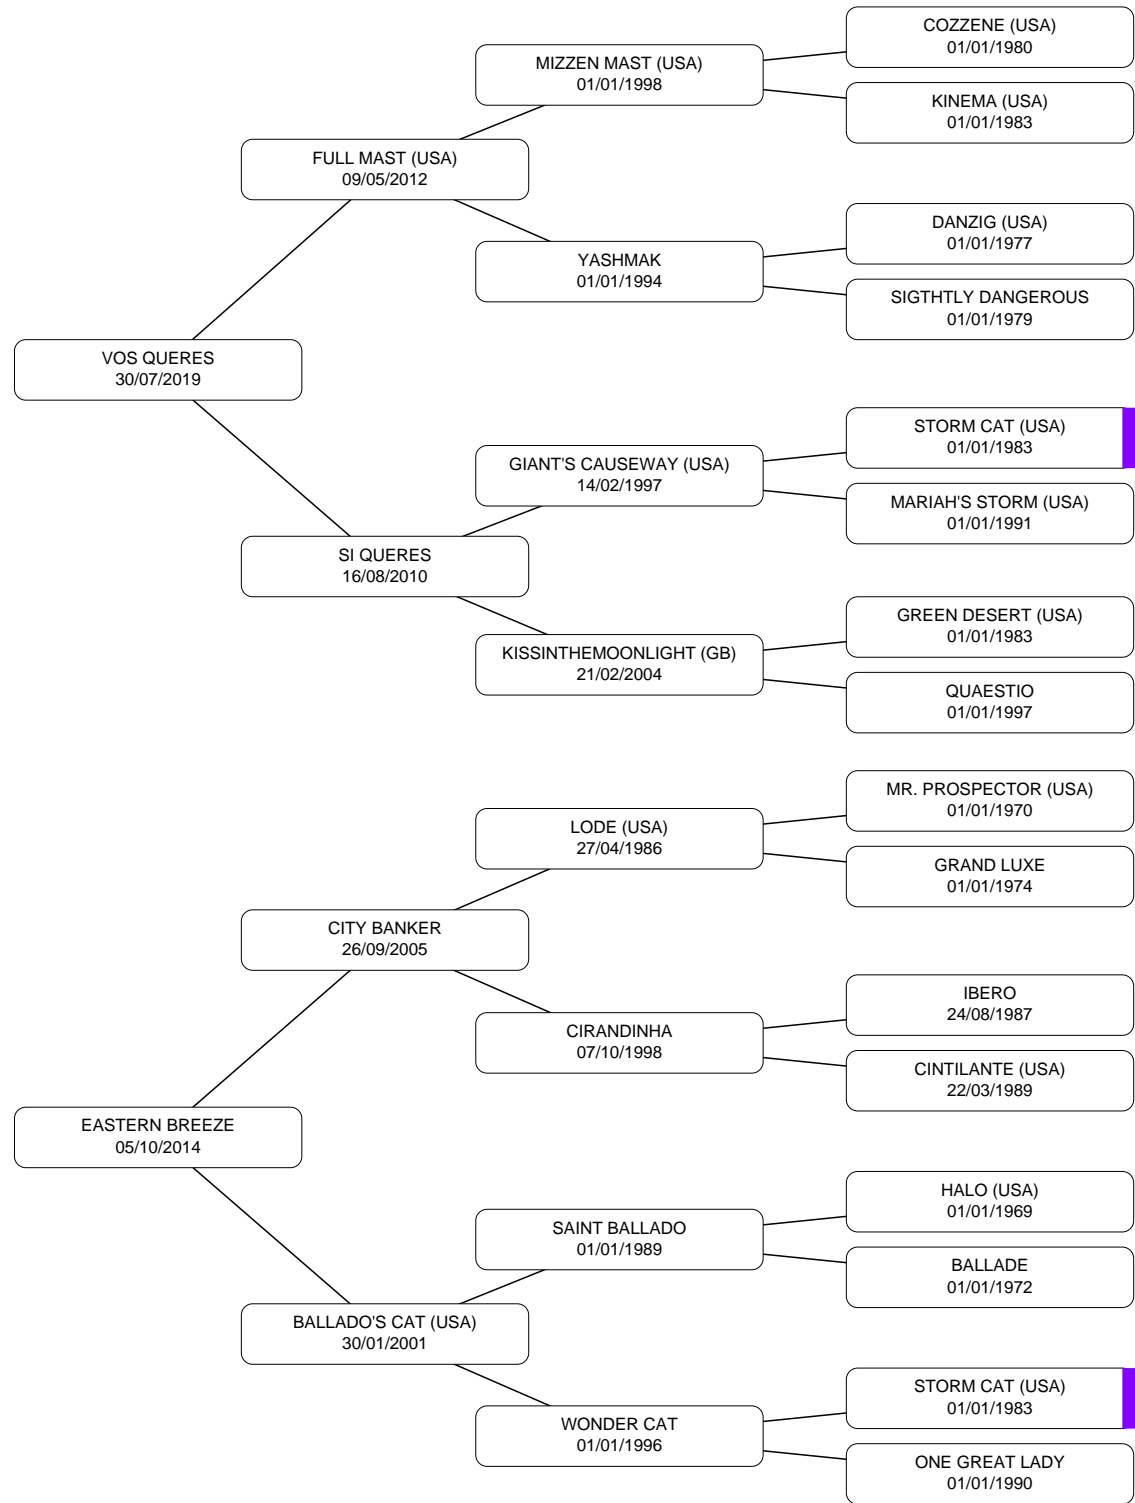 COZZENE (USA)
01/01/1980
MIZZEN MAST (USA)
01/01/1998
KINEMA (USA)
01/01/1983
FULL MAST (USA)
09/05/2012
DANZIG (USA)
01/01/1977
YASHMAK
01/01/1994
SIGTHTLY DANGEROUS
01/01/1979
VOS QUERES
30/07/2019
STORM CAT (USA)
01/01/1983
GIANT'S CAUSEWAY (USA)
14/02/1997
MARIAH'S STORM (USA)
01/01/1991
SI QUERES
16/08/2010
GREEN DESERT (USA)
01/01/1983
KISSINTHEMOONLIGHT (GB)
21/02/2004
QUAESTIO
01/01/1997
MR. PROSPECTOR (USA)
01/01/1970
LODE (USA)
27/04/1986
GRAND LUXE
01/01/1974
CITY BANKER
26/09/2005
IBERO
24/08/1987
CIRANDINHA
07/10/1998
CINTILANTE (USA)
22/03/1989
EASTERN BREEZE
05/10/2014
HALO (USA)
01/01/1969
SAINT BALLADO
01/01/1989
BALLADE
01/01/1972
BALLADO'S CAT (USA)
30/01/2001
STORM CAT (USA)
01/01/1983
WONDER CAT
01/01/1996
ONE GREAT LADY
01/01/1990